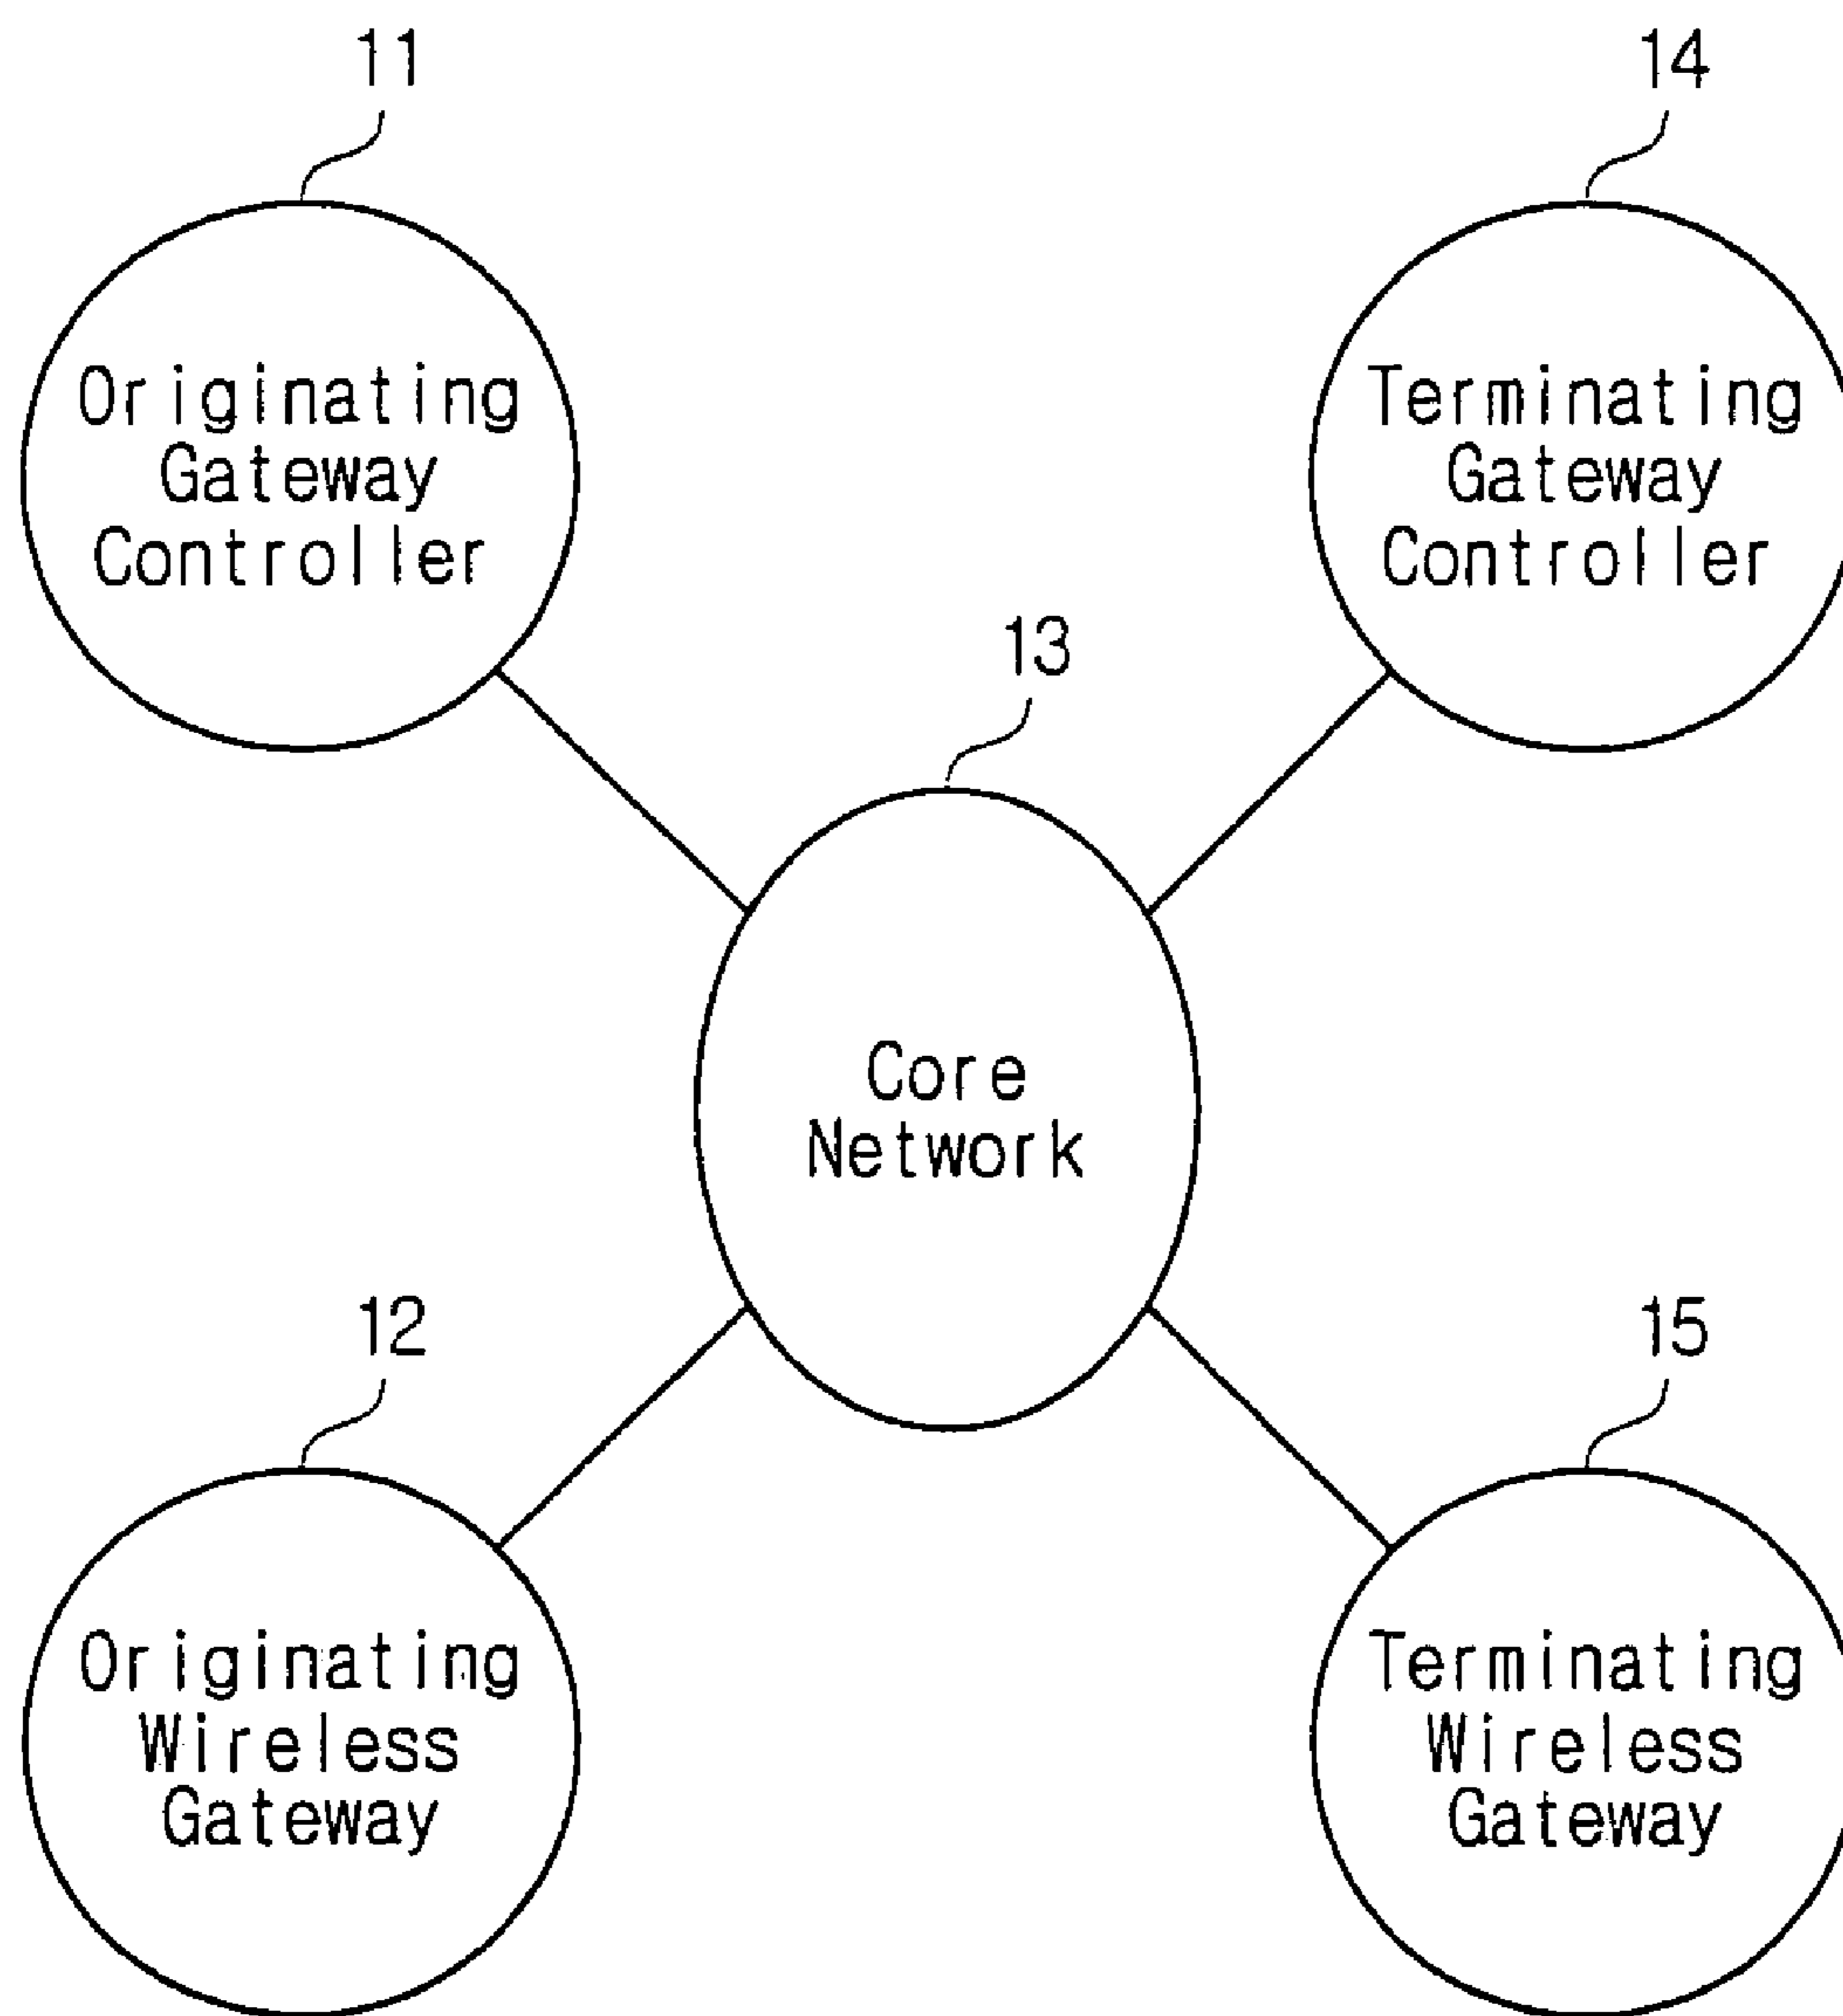 11
Originating
Gateway
Controller
14
Terminating
Gateway
Controller
13
Core
Network
12
Originating
Wireless
Gateway
15
Terminating
Wireless
Gateway